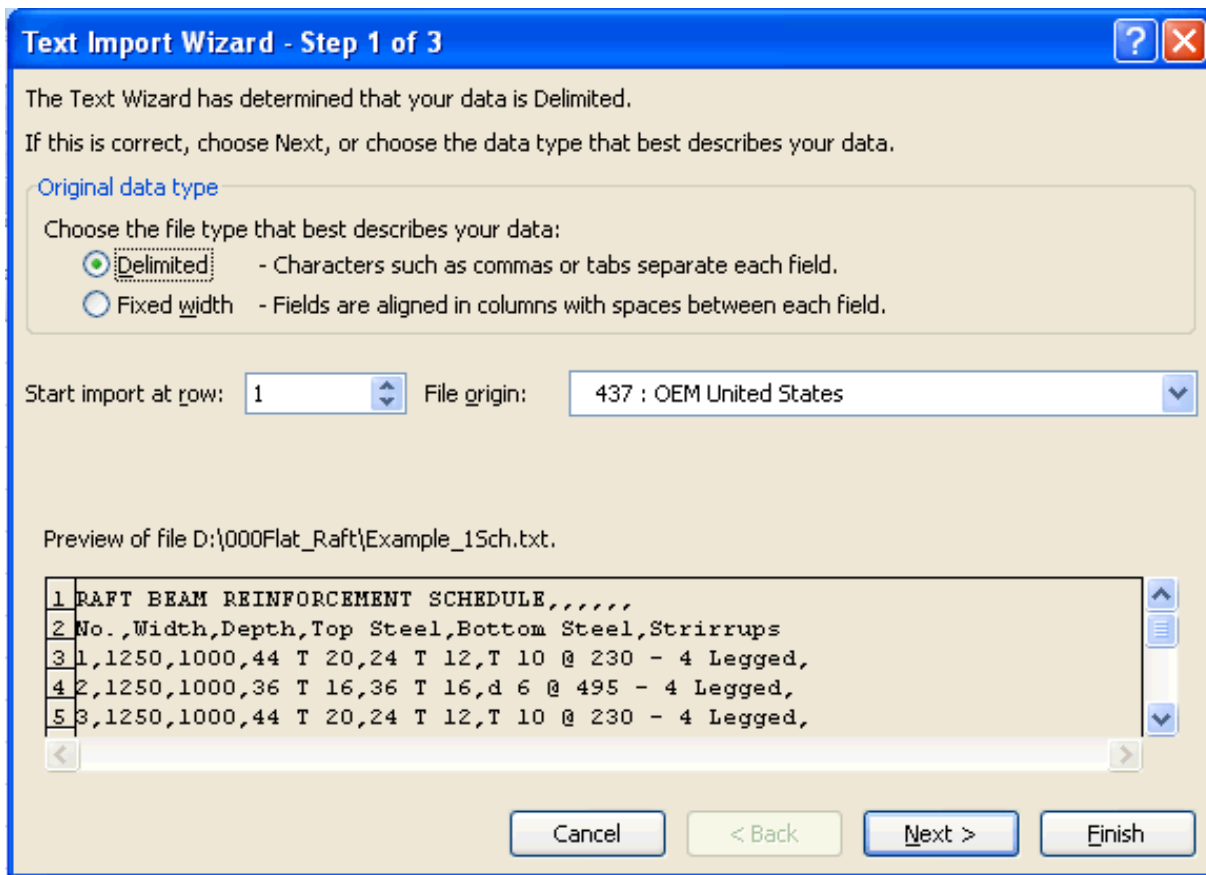 Text Import Wizard - Step 1 of 3
The Text Wizard has determined that your data is Delimited.
If this is correct, choose Next, or choose the data type that best describes your data.
Original data type
Choose the file type that best describes your data:
Delimited - Characters such as commas or tabs separate each field.
Fixed width - Fields are aligned in columns with spaces between each field.
Start import at row: 1 File origin: 437 : OEM United States
Preview of file D:\000Flat_Raft\Example_1Sch.txt.
1 RAFT BEAM REINFORCEMENT SCHEDULE,,,,,,
2 No.,Width,Depth,Top Steel,Bottom Steel,Strirrups
3 1,1250,1000,44 T 20,24 T 12,T 10 @ 230 - 4 Legged,
4 2,1250,1000,36 T 16,36 T 16,d 6 @ 495 - 4 Legged,
5 3,1250,1000,44 T 20,24 T 12,T 10 @ 230 - 4 Legged,
Cancel < Back Next > Finish